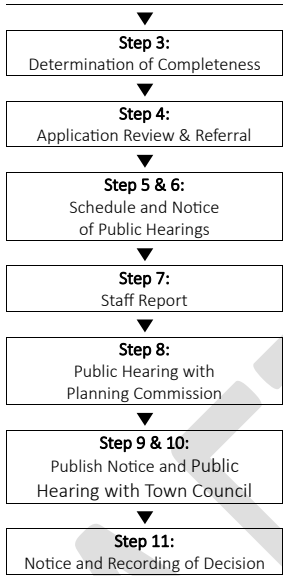 Step 3:
Determination of Completeness
Step 4:
Application Review & Referral
Step 5 & 6:
Schedule and Notice
of Public Hearings
Step 7:
Staff Report
Step 8:
Public Hearing with
Planning Commission
Step 9 & 10:
Publish Notice and Public
Hearing with Town Council
Step 11:
Notice and Recording of Decision